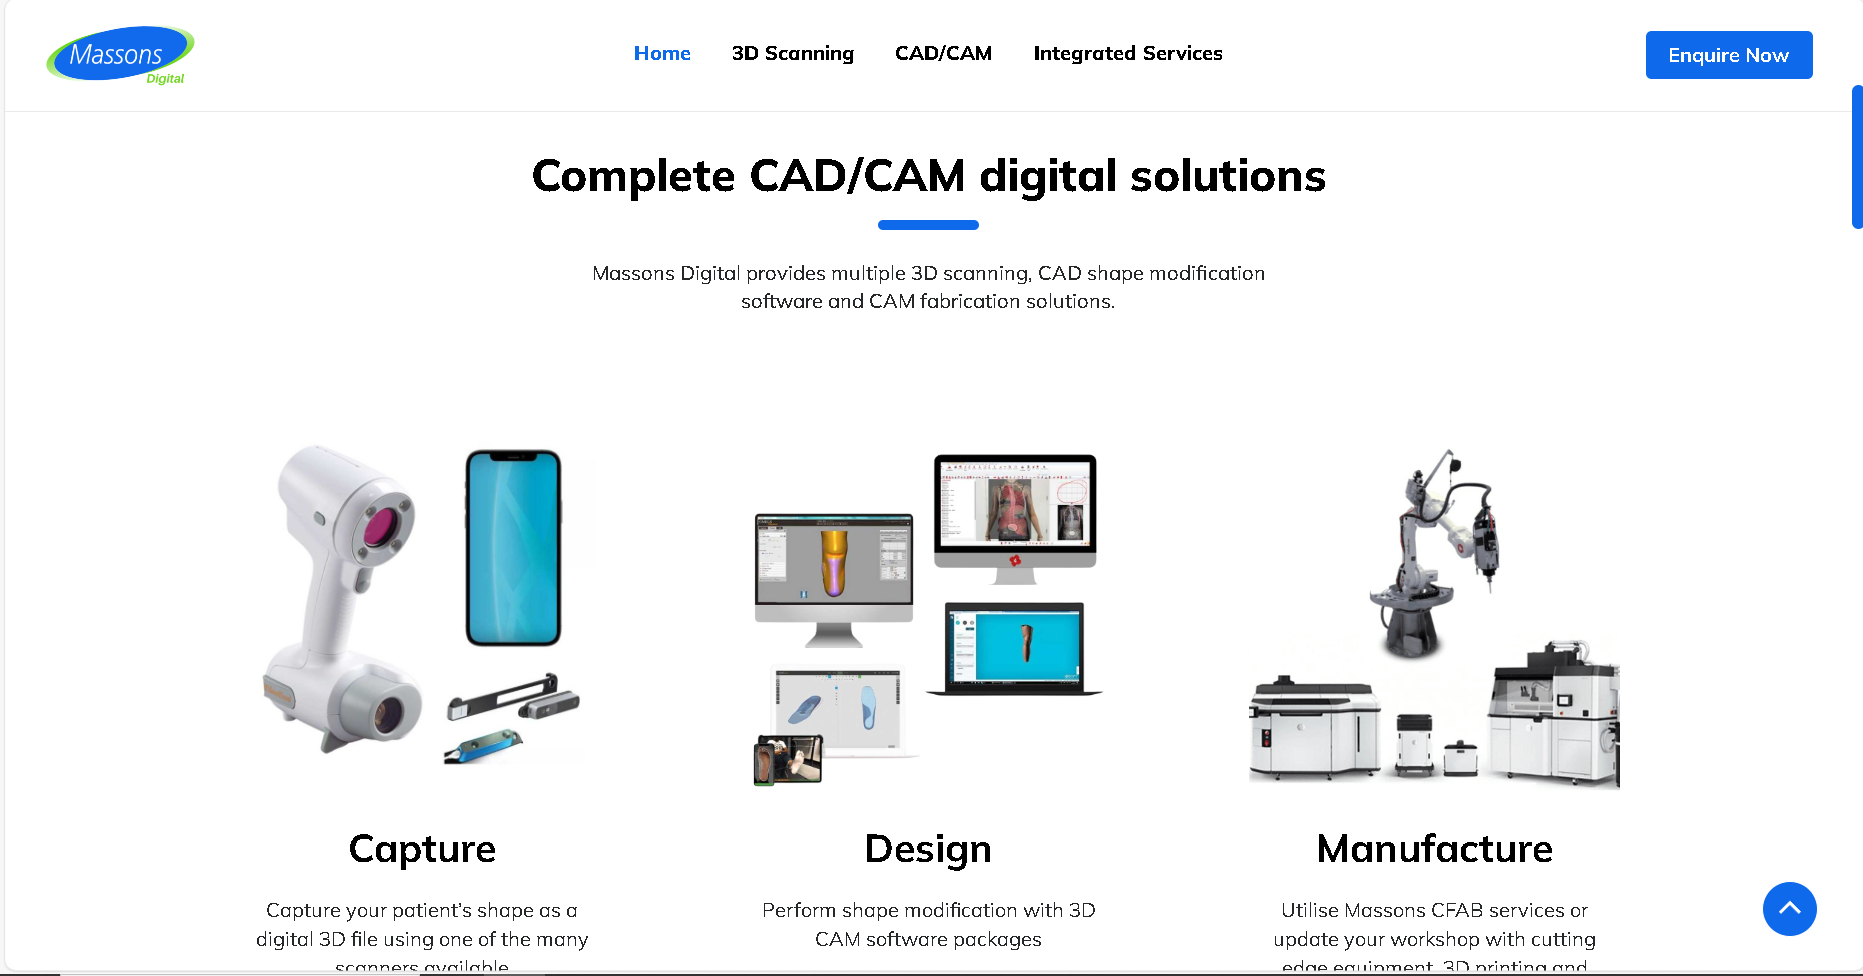 Massons
Digital
Home
3D Scanning
CAD/CAM
Integrated Services
Enquire Now
Complete CAD/CAM digital solutions
Massons Digital provides multiple 3D scanning, CAD shape modification
software and CAM fabrication solutions.
Capture
Capture your patient's shape as a
digital 3D file using one of the many
scanners available
Design
Perform shape modification with 3D
CAM software packages
Manufacture
Utilise Massons CFAB services or
update your workshop with cutting
edge equipment, 3D printing and